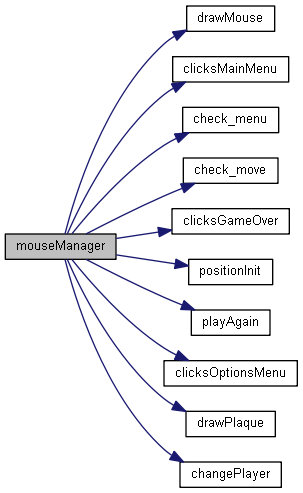 drawMouse
clicksMainMenu
check_menu
check_move
clicksGameOver
mouseManager
positionInit
playAgain
clicksOptionsMenu
drawPlaque
changePlayer